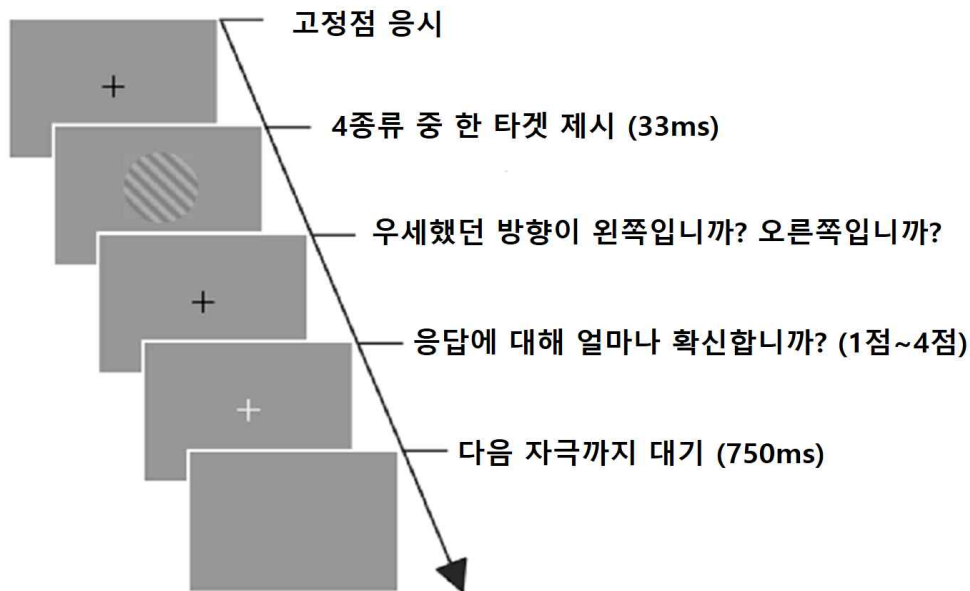 고정점 응시
4종류 중 한 타겟 제시 (33ms)
우세했던 방향이 왼쪽입니까? 오른쪽입니까?
응답에 대해 얼마나 확신합니까? (1점~4점)
다음 자극까지 대기 (750ms)